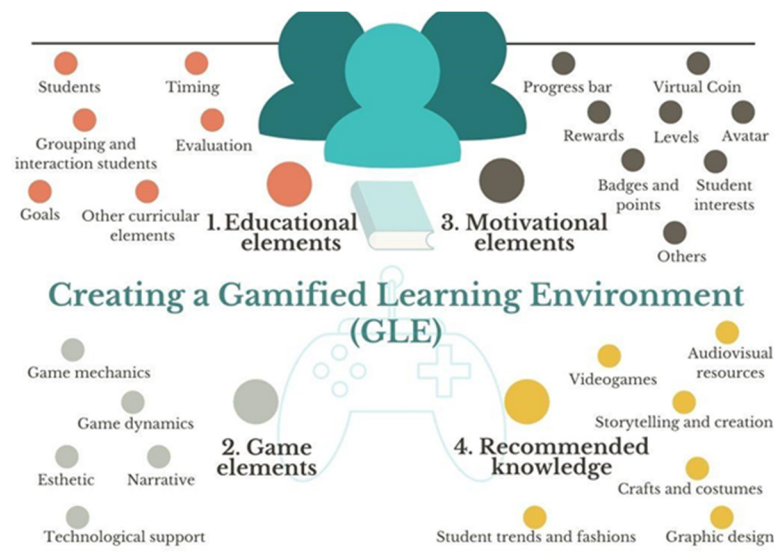 Students
Timing
Grouping and
interaction students
Evaluation
Goals
Other curricular
elements
1. Educational
elements
Progress bar
Virtual Coin
Rewards
Levels
Avatar
Badges and
points
Student
interests
Others
3. Motivational
elements
Creating a Gamified Learning Environment
(GLE)
Game mechanics
Game dynamics
Esthetic
Narrative
Technological support
2. Game
elements
Audiovisual
resources
Videogames
Storytelling and creation
4. Recommended
knowledge
Crafts and costumes
Student trends and fashions
Graphic design